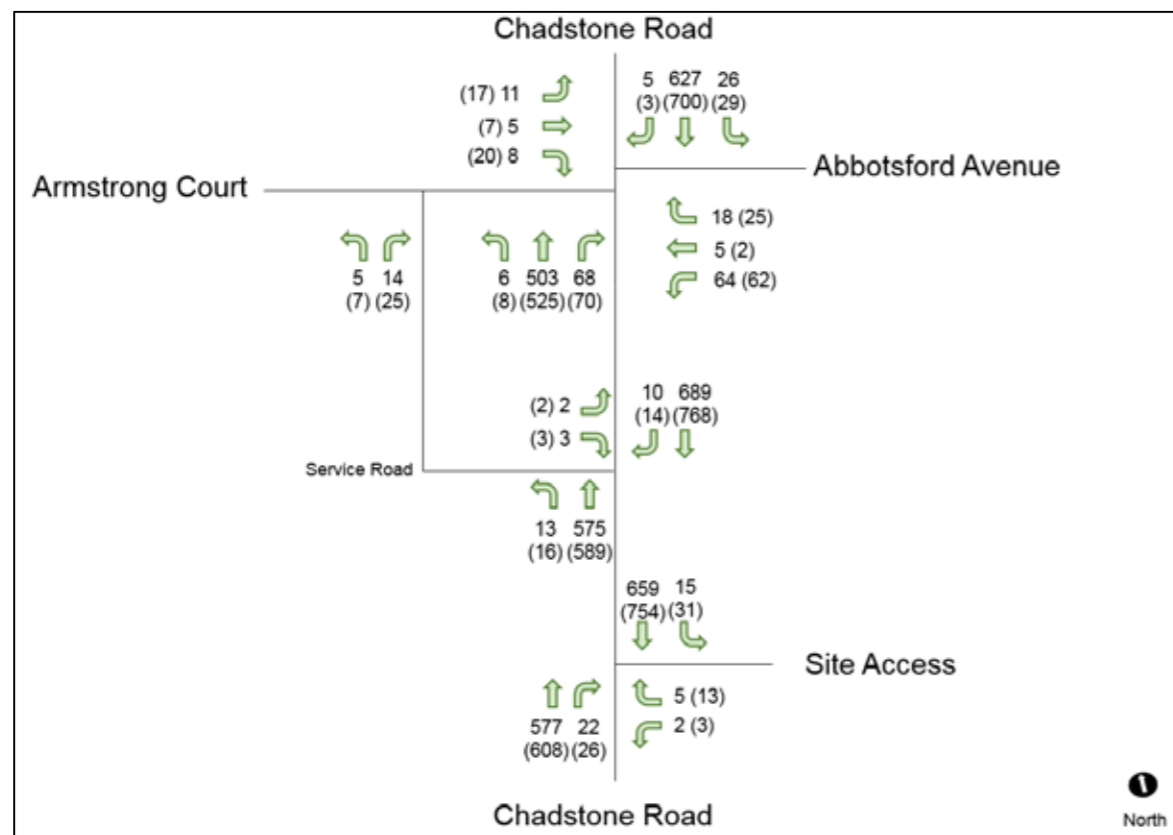 Chadstone Road
(17) 11
(7) 5
(20) 8
5 627 26
(3) (700) (29)
Armstrong Court
Abbotsford Avenue
18 (25)
5 (2)
64 (62)
5 14
(7) (25)
6 503 68
(8) (525) (70)
(2) 2
(3) 3
10 689
(14) (768)
Service Road
13 575
(16) (589)
659 15
(754) (31)
Site Access
577 22
(608) (26)
5 (13)
2 (3)
Chadstone Road
North